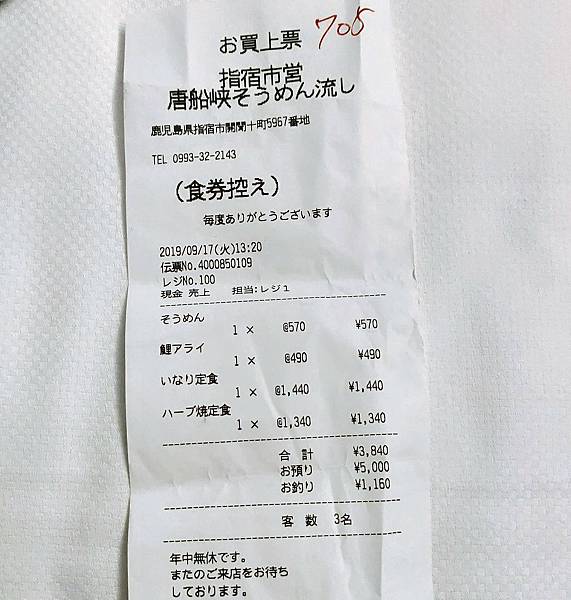 お買上票 705
指宿市営
唐船峡そうめん流し
鹿児島県指宿市開聞十町5967番地
TEL 0993-32-2143
(食券控え)
毎度ありがとうございます
2019/09/17(火)13:20
伝票No.4000850109
レジNo.100
現金 売上 担当:レジ1
そうめん
1 × @570 ¥570
鯉アライ
1 × @490 ¥490
いなり定食
1 × @1,440 ¥1,440
ハーブ焼定食
1 × @1,340 ¥1,340
合 計 ¥3,840
お預り ¥5,000
お釣り ¥1,160
客 数 3名
年中無休です。
またのご来店をお待ち
しております。